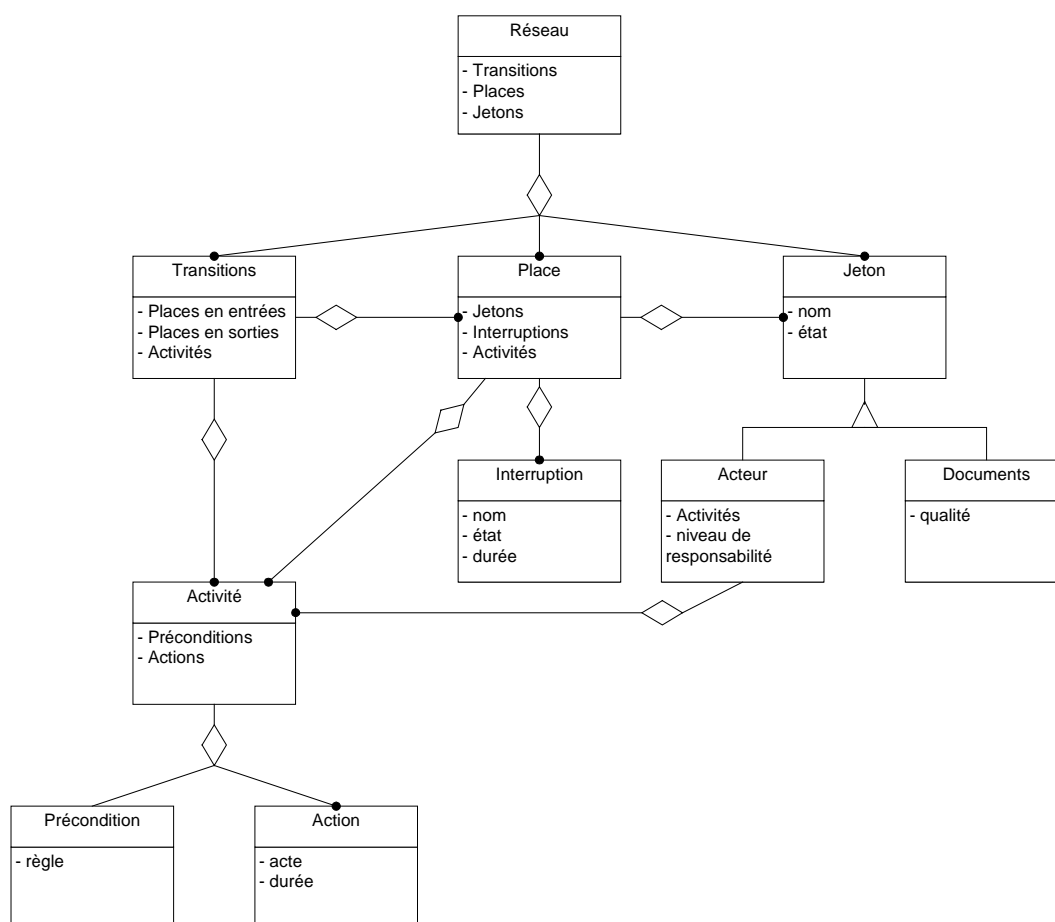 Réseau
- Transitions
- Places
- Jetons
Transitions
- Places en entrées
- Places en sorties
- Activités
Place
- Jetons
- Interruptions
- Activités
Jeton
- nom
- état
Interruption
- nom
- état
- durée
Acteur
- Activités
- niveau de
responsabilité
Documents
- qualité
Activité
- Préconditions
- Actions
Précondition
- règle
Action
- acte
- durée